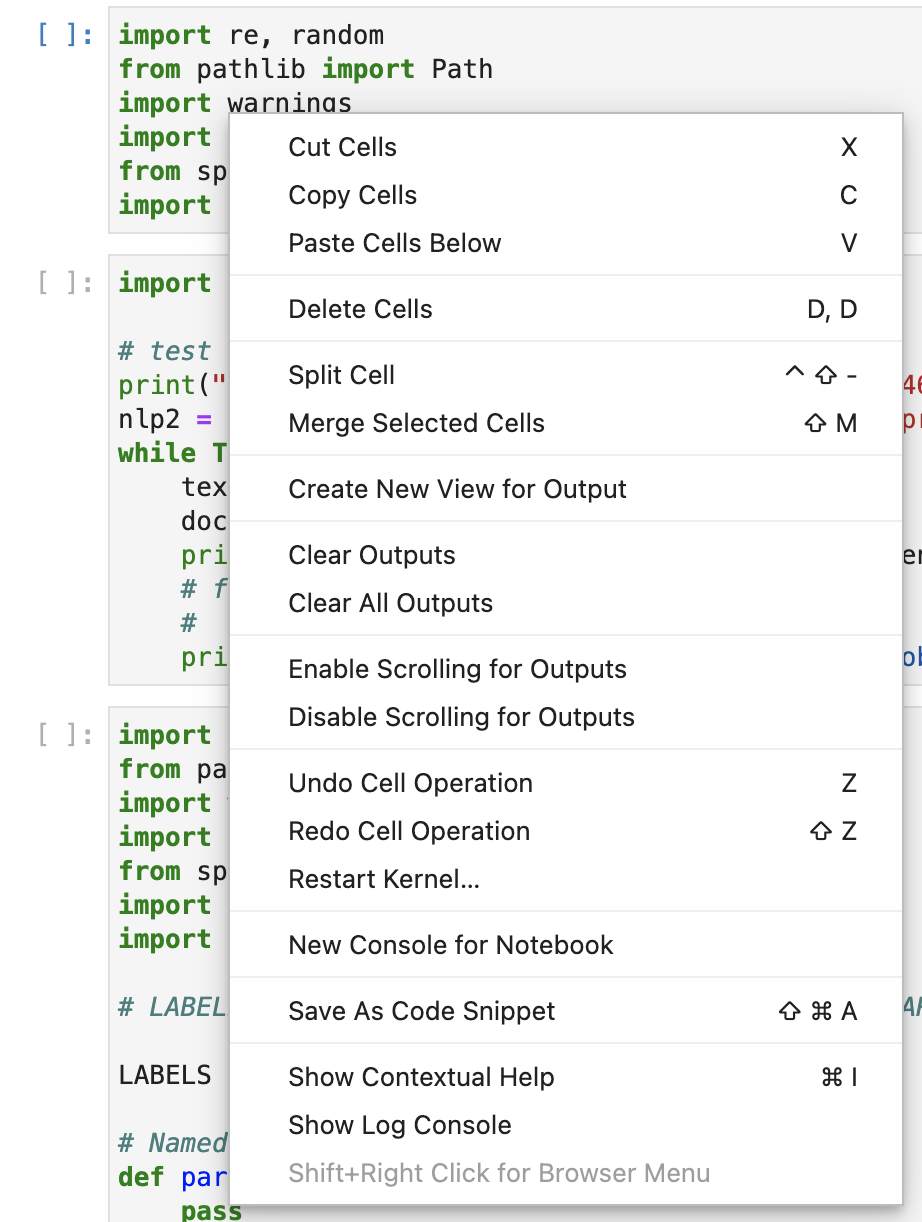 [ ]: import re, random
from pathlib import Path
import warnings
import
from sp
import
[ ]: import
# test
print("
nlp2 =
while T
tex
doc
pri
# f
#
pri
[ ]: import
from pa
import
import
from sp
import
import
# LABEL
LABELS
# Named
def par
pass
Cut Cells X
Copy Cells C
Paste Cells Below V
Delete Cells D, D
Split Cell ^ ⇧ -
Merge Selected Cells ⇧ M
Create New View for Output
Clear Outputs
Clear All Outputs
Enable Scrolling for Outputs
Disable Scrolling for Outputs
Undo Cell Operation Z
Redo Cell Operation ⇧ Z
Restart Kernel…
New Console for Notebook
Save As Code Snippet ⇧ ⌘ A
Show Contextual Help ⌘ I
Show Log Console
Shift+Right Click for Browser Menu